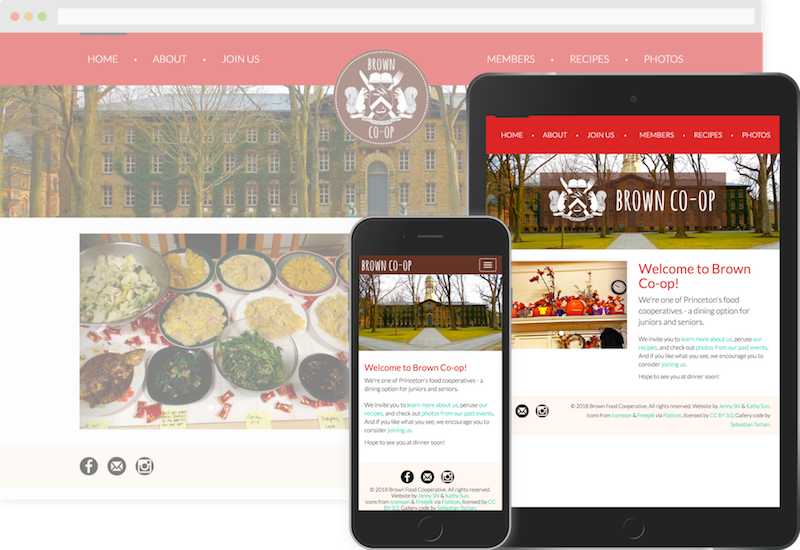 HOME • ABOUT • JOIN US
MEMBERS • RECIPES • PHOTOS
BROWN
CO-OP
HOME • ABOUT • JOIN US • MEMBERS • RECIPES • PHOTOS
BROWN CO-OP
Welcome to Brown
Co-op!
We're one of Princeton's food
cooperatives - a dining option for
juniors and seniors.
We invite you to learn more about us, peruse our
recipes, and check out photos from our past events.
And if you like what you see, we encourage you to
consider joining us.
Hope to see you at dinner soon!
© 2018 Brown Food Cooperative. All rights reserved. Website by Jenny Shi & Kathy Sun.
Icons from Icomoon & Freepik via Flaticon, licensed by CC BY 3.0. Gallery code by
Sebastian Tschan.
BROWN CO-OP
Welcome to Brown Co-op!
We're one of Princeton's food cooperatives - a
dining option for juniors and seniors.
We invite you to learn more about us, peruse our
recipes, and check out photos from our past events.
And if you like what you see, we encourage you to
consider joining us.
Hope to see you at dinner soon!
© 2018 Brown Food Cooperative. All rights reserved.
Website by Jenny Shi & Kathy Sun.
Icons from Icomoon & Freepik via Flaticon, licensed by CC
BY 3.0. Gallery code by Sebastian Tschan.